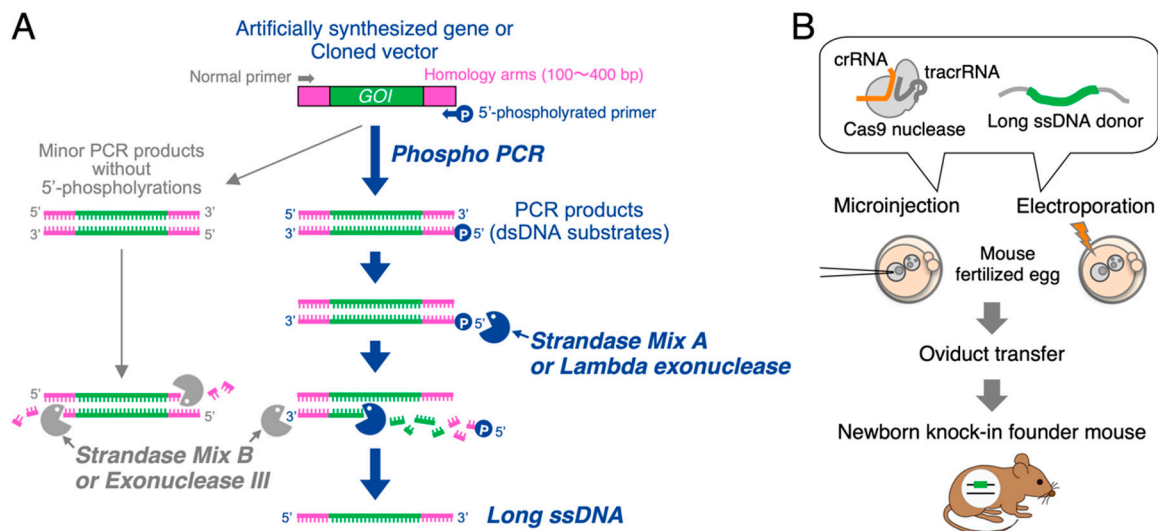 A
Artificially synthesized gene or
Cloned vector
Normal primer
Homology arms (100～400 bp)
GOI
P
5'-phospholyrated primer
Phospho PCR
Minor PCR products
without
5'-phospholyrations
5' 3'
3' 5'
5' 3'
3' P 5'
PCR products
(dsDNA substrates)
3' P 5'
Strandase Mix A
or Lambda exonuclease
5'
5'
3'
P 5'
Strandase Mix B
or Exonuclease III
5' 3'
Long ssDNA
B
crRNA
tracrRNA
Cas9 nuclease
Long ssDNA donor
Microinjection
Electroporation
Mouse
fertilized egg
Oviduct transfer
Newborn knock-in founder mouse